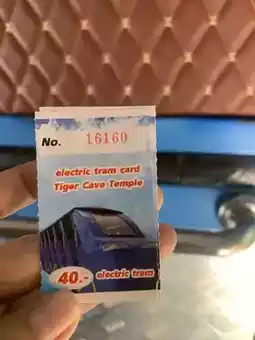 No. 16160
electric tram card
Tiger Cave Temple
40.- electric tram